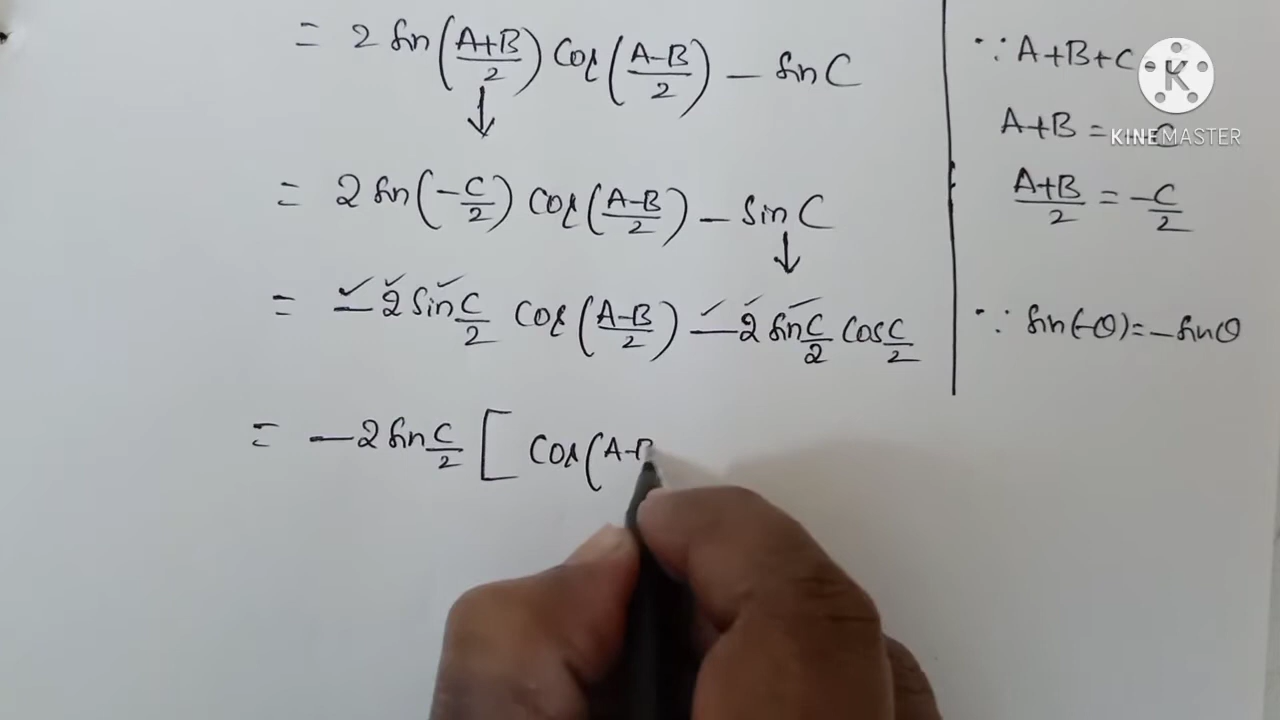 = 2 Sin(A+B/2) Cos(A-B/2) - Sin C
= 2 Sin(-C/2) Cos(A-B/2) - Sin C
= -2 Sin C/2 Cos(A-B/2) - 2 Sin C/2 Cos C/2
= -2 Sin C/2 [ Cos(A-B
∵ A+B+C
A+B = -C
A+B/2 = -C/2
∵ Sin(-θ)=-Sinθ
K
KINEMASTER